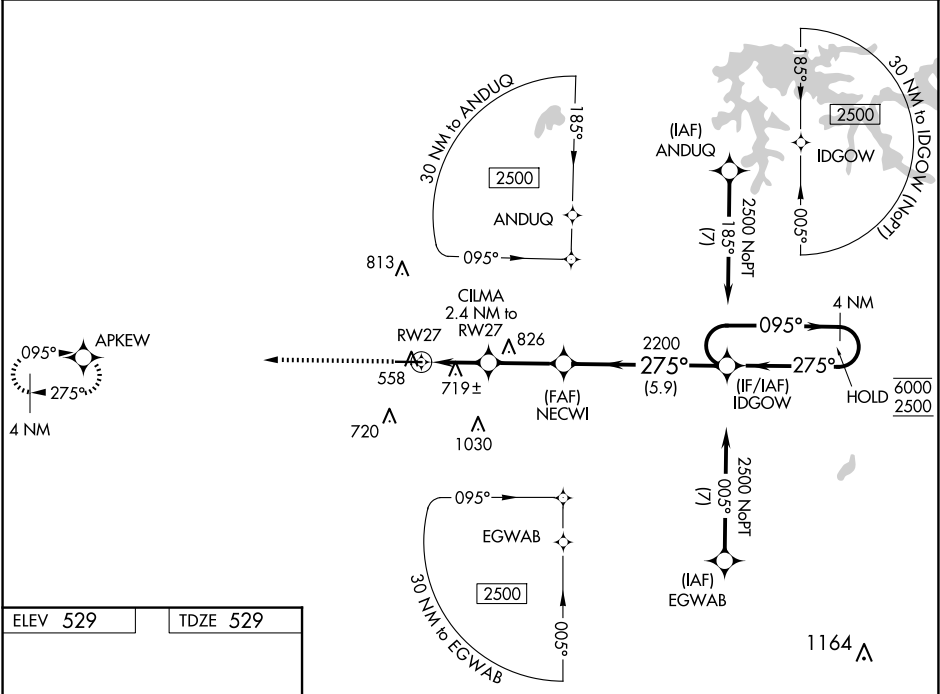 30 NM to ANDUQ
185°
2500
ANDUQ
095°
185°
30 NM to IDGOW (NoPT)
2500
IDGOW
005°
(IAF)
ANDUQ
2500 NoPT
185°
(7)
813
CILMA
2.4 NM to
RW27
RW27
826
558
719±
720
1030
095°
APKEW
275°
4 NM
(FAF)
NECWI
2200
275°
(5.9)
095°
4 NM
275°
(IF/IAF)
IDGOW
HOLD
6000
2500
2500 NoPT
005°
(7)
(IAF)
EGWAB
095°
EGWAB
2500
005°
30 NM to EGWAB
1164
ELEV 529
TDZE 529